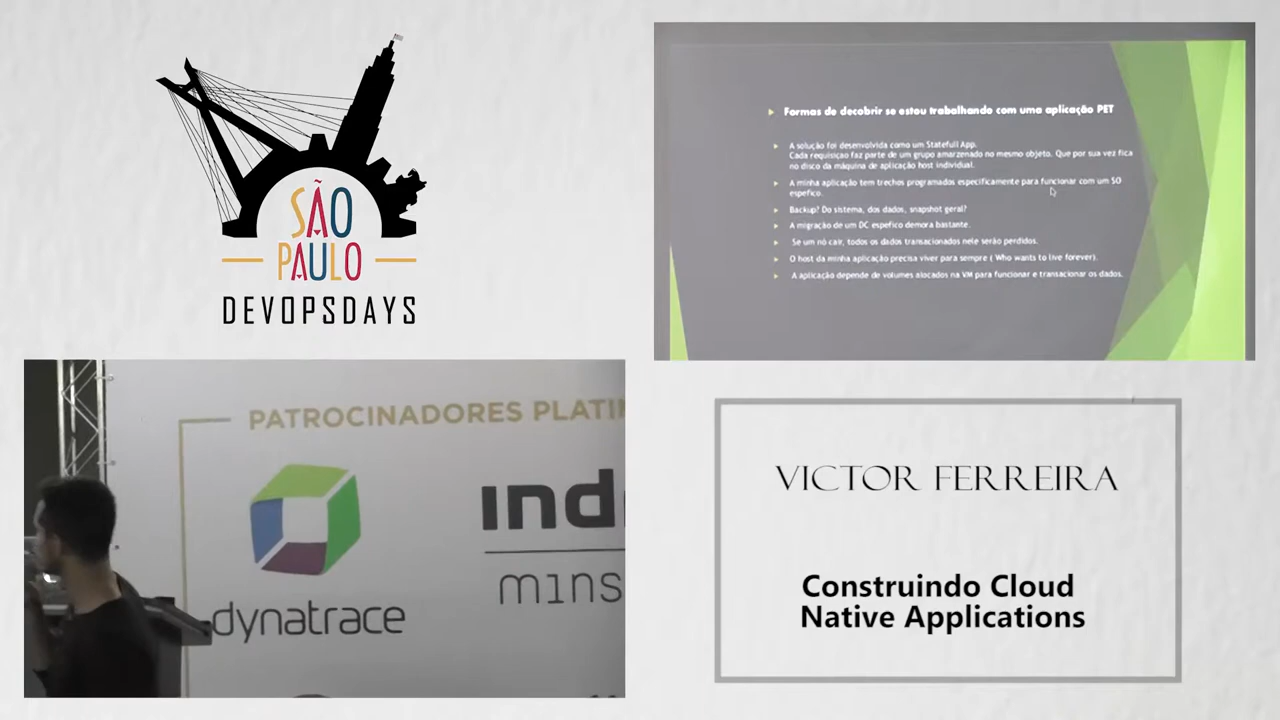 SÃO
PAULO
DEVOPSDAYS
Formas de decobrir se estou trabalhando com uma aplicação PET
A solução foi desenvolvida como um Statefull App.
Cada requisiçao faz parte de um grupo amarzenado no mesmo objeto. Que por sua vez fica
no disco da máquina de aplicação host individual.
A minha aplicação tem trechos programados especificamente para funcionar com um SO
espefico.
Backup? Do sistema, dos dados, snapshot geral?
A migração de um DC espefico demora bastante.
Se um nó cair, todos os dados transacionados nele serão perdidos.
O host da minha aplicação precisa viver para sempre ( Who wants to live forever).
A aplicação depende de volumes alocados na VM para funcionar e transacionar os dados.
PATROCINADORES PLATIN
dynatrace
ind
m1ns
VICTOR FERREIRA
Construindo Cloud
Native Applications